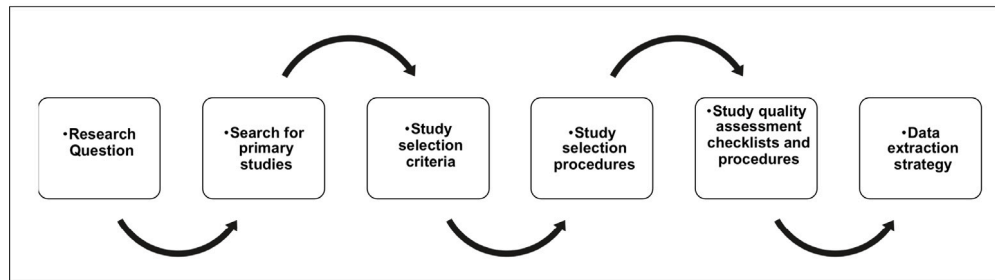 •Research
Question
•Search for
primary
studies
•Study
selection
criteria
•Study
selection
procedures
•Study quality
assessment
checklists and
procedures
•Data
extraction
strategy